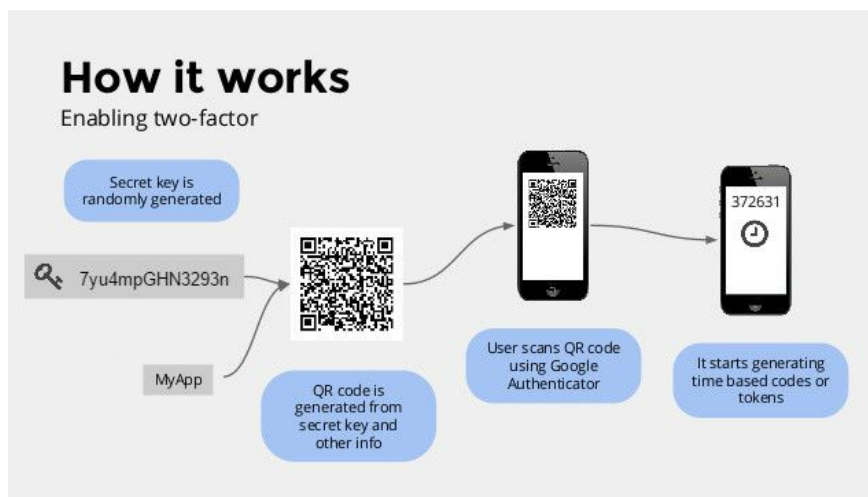 How it works
Enabling two-factor
Secret key is
randomly generated
7yu4mpGHN3293n
MyApp
QR code is
generated from
secret key and
other info
User scans QR code
using Google
Authenticator
372631
It starts generating
time based codes or
tokens